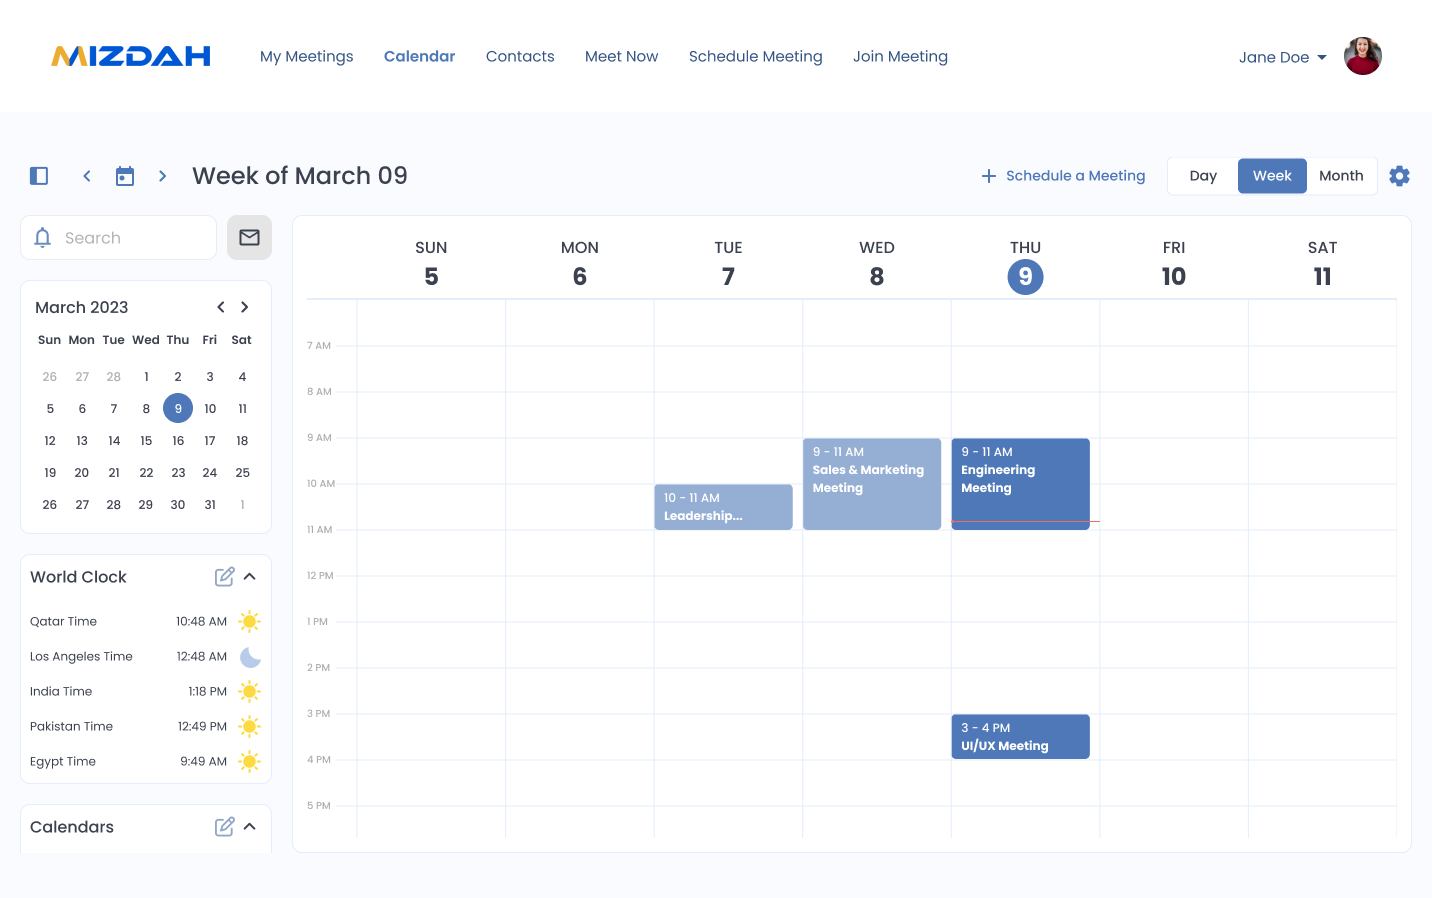 MIZDAH
My Meetings Calendar Contacts Meet Now Schedule Meeting Join Meeting
Jane Doe
Week of March 09
Schedule a Meeting
Day Week Month
Search
March 2023
Sun Mon Tue Wed Thu Fri Sat
26 27 28 1 2 3 4
5 6 7 8 9 10 11
12 13 14 15 16 17 18
19 20 21 22 23 24 25
26 27 28 29 30 31 1
World Clock
Qatar Time 10:48 AM
Los Angeles Time 12:48 AM
India Time 1:18 PM
Pakistan Time 12:49 PM
Egypt Time 9:49 AM
Calendars
SUN MON TUE WED THU FRI SAT
5 6 7 8 9 10 11
7 AM
8 AM
9 AM
10 AM
11 AM
12 PM
1 PM
2 PM
3 PM
4 PM
5 PM
10 - 11 AM
Leadership...
9 - 11 AM
Sales & Marketing
Meeting
9 - 11 AM
Engineering
Meeting
3 - 4 PM
UI/UX Meeting